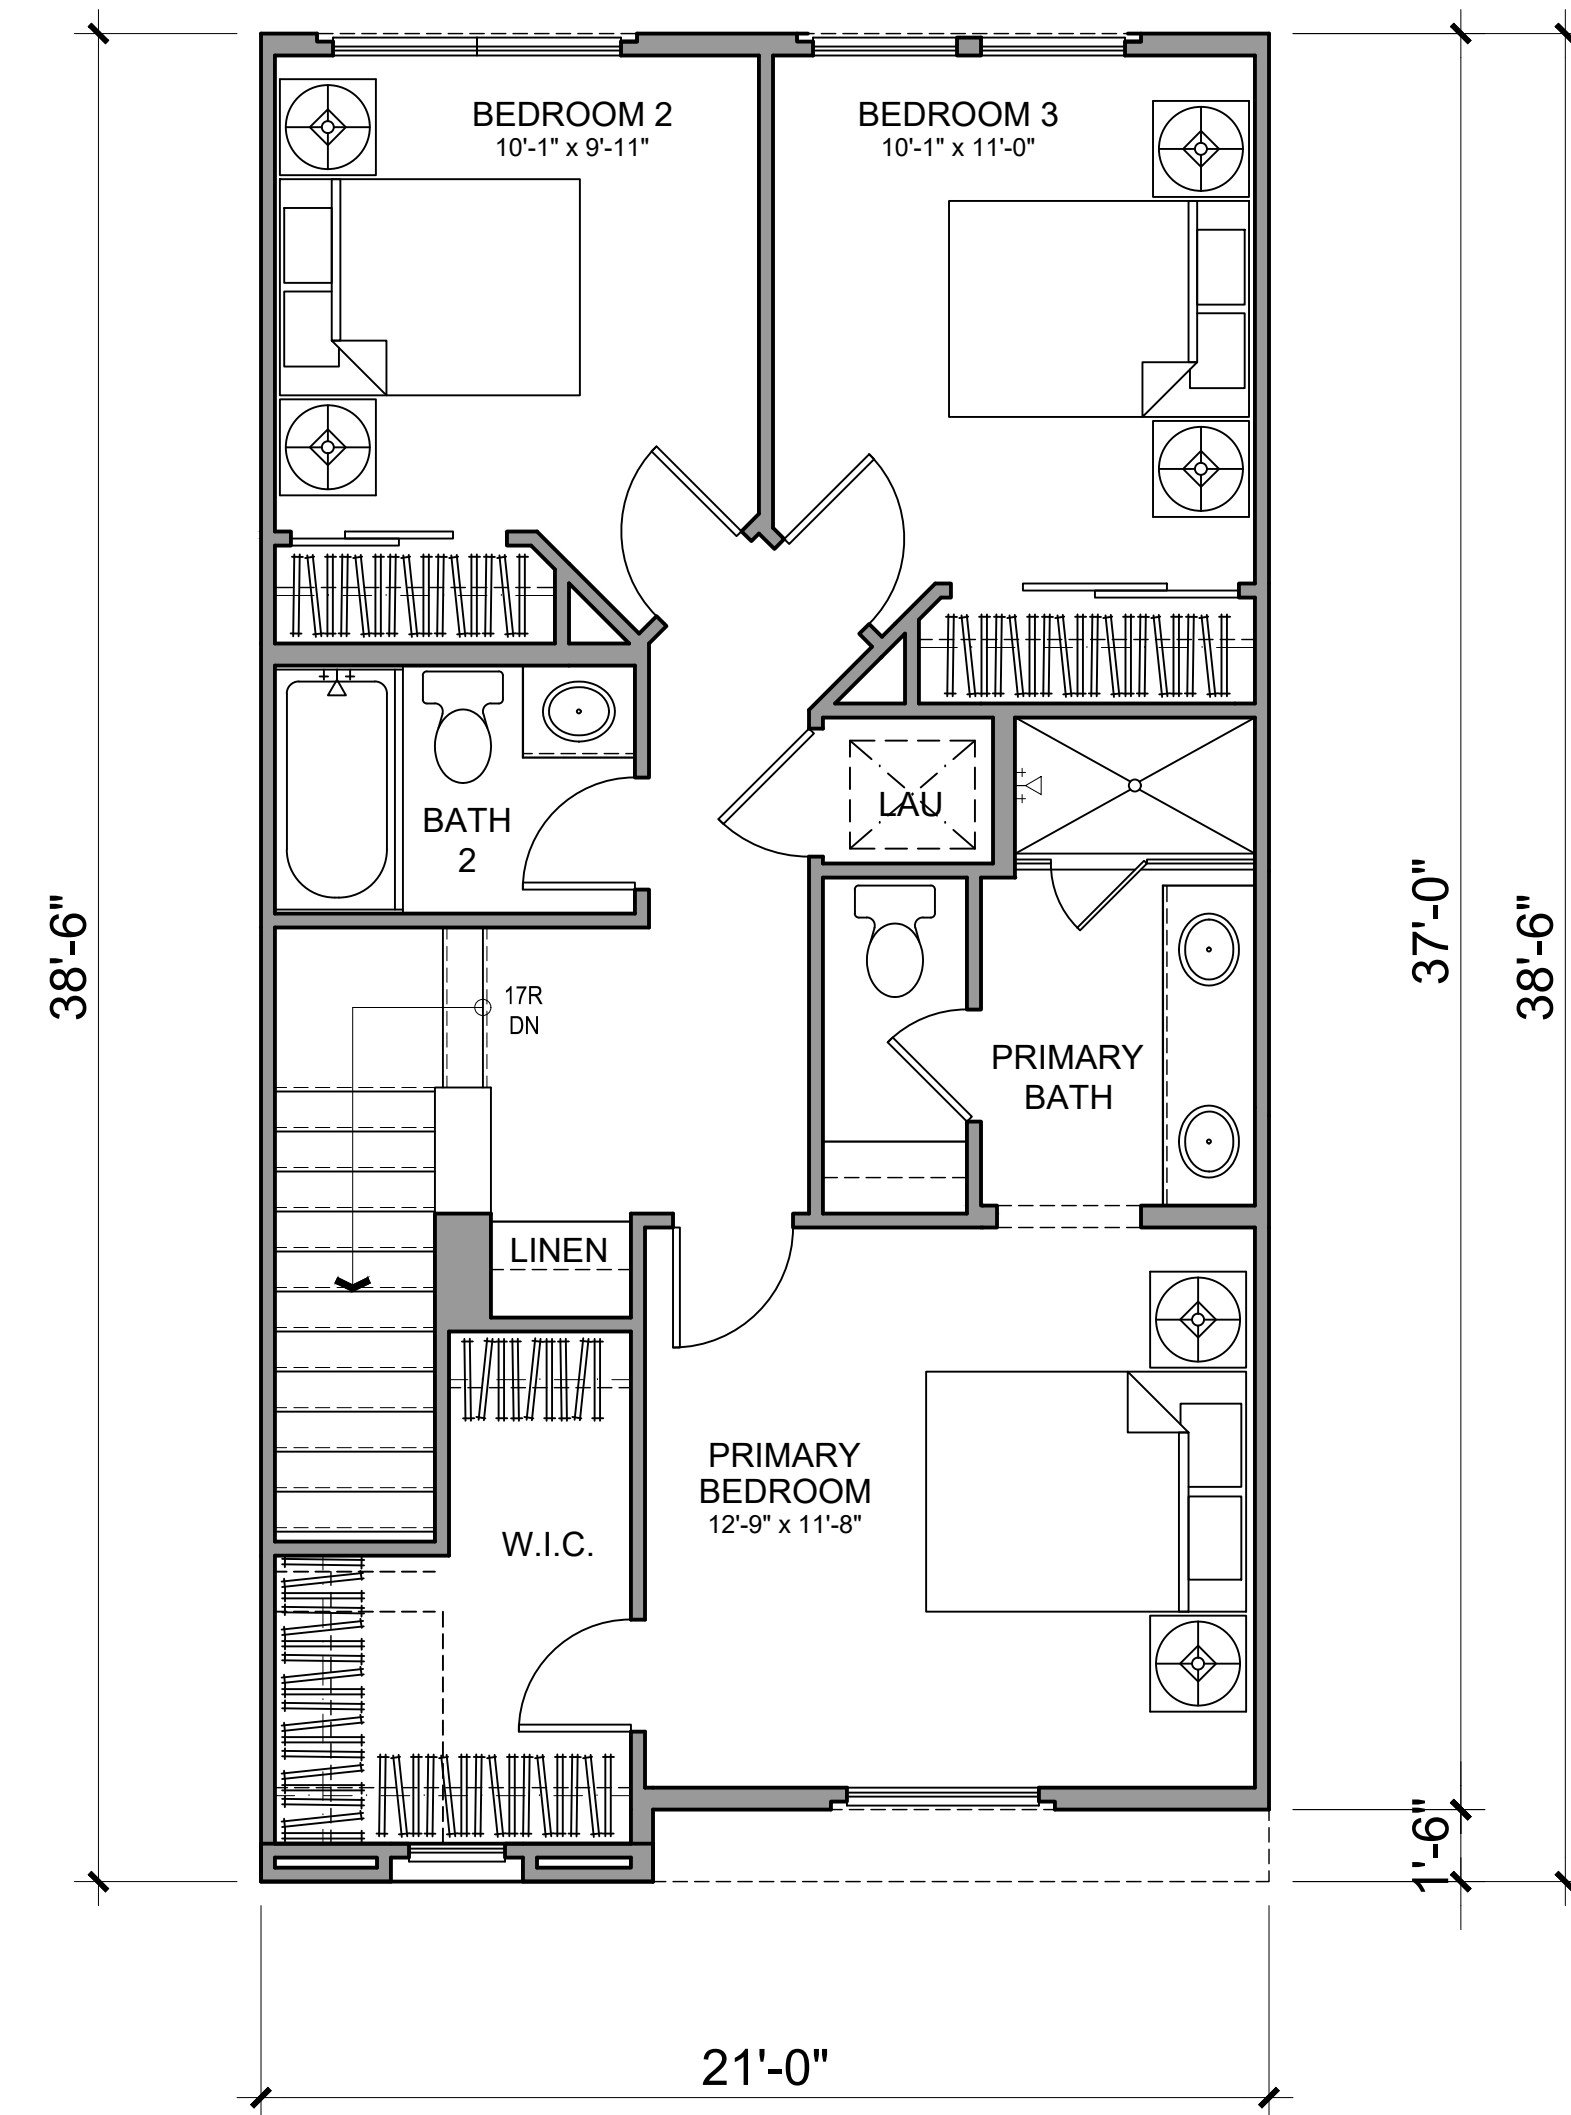 BEDROOM 2
10'-1" x 9'-11"
BEDROOM 3
10'-1" x 11'-0"
BATH
2
LAU
38'-6"
37'-0"
38'-6"
17R
DN
PRIMARY
BATH
LINEN
PRIMARY
BEDROOM
12'-9" x 11'-8"
W.I.C.
1'-6"
21'-0"